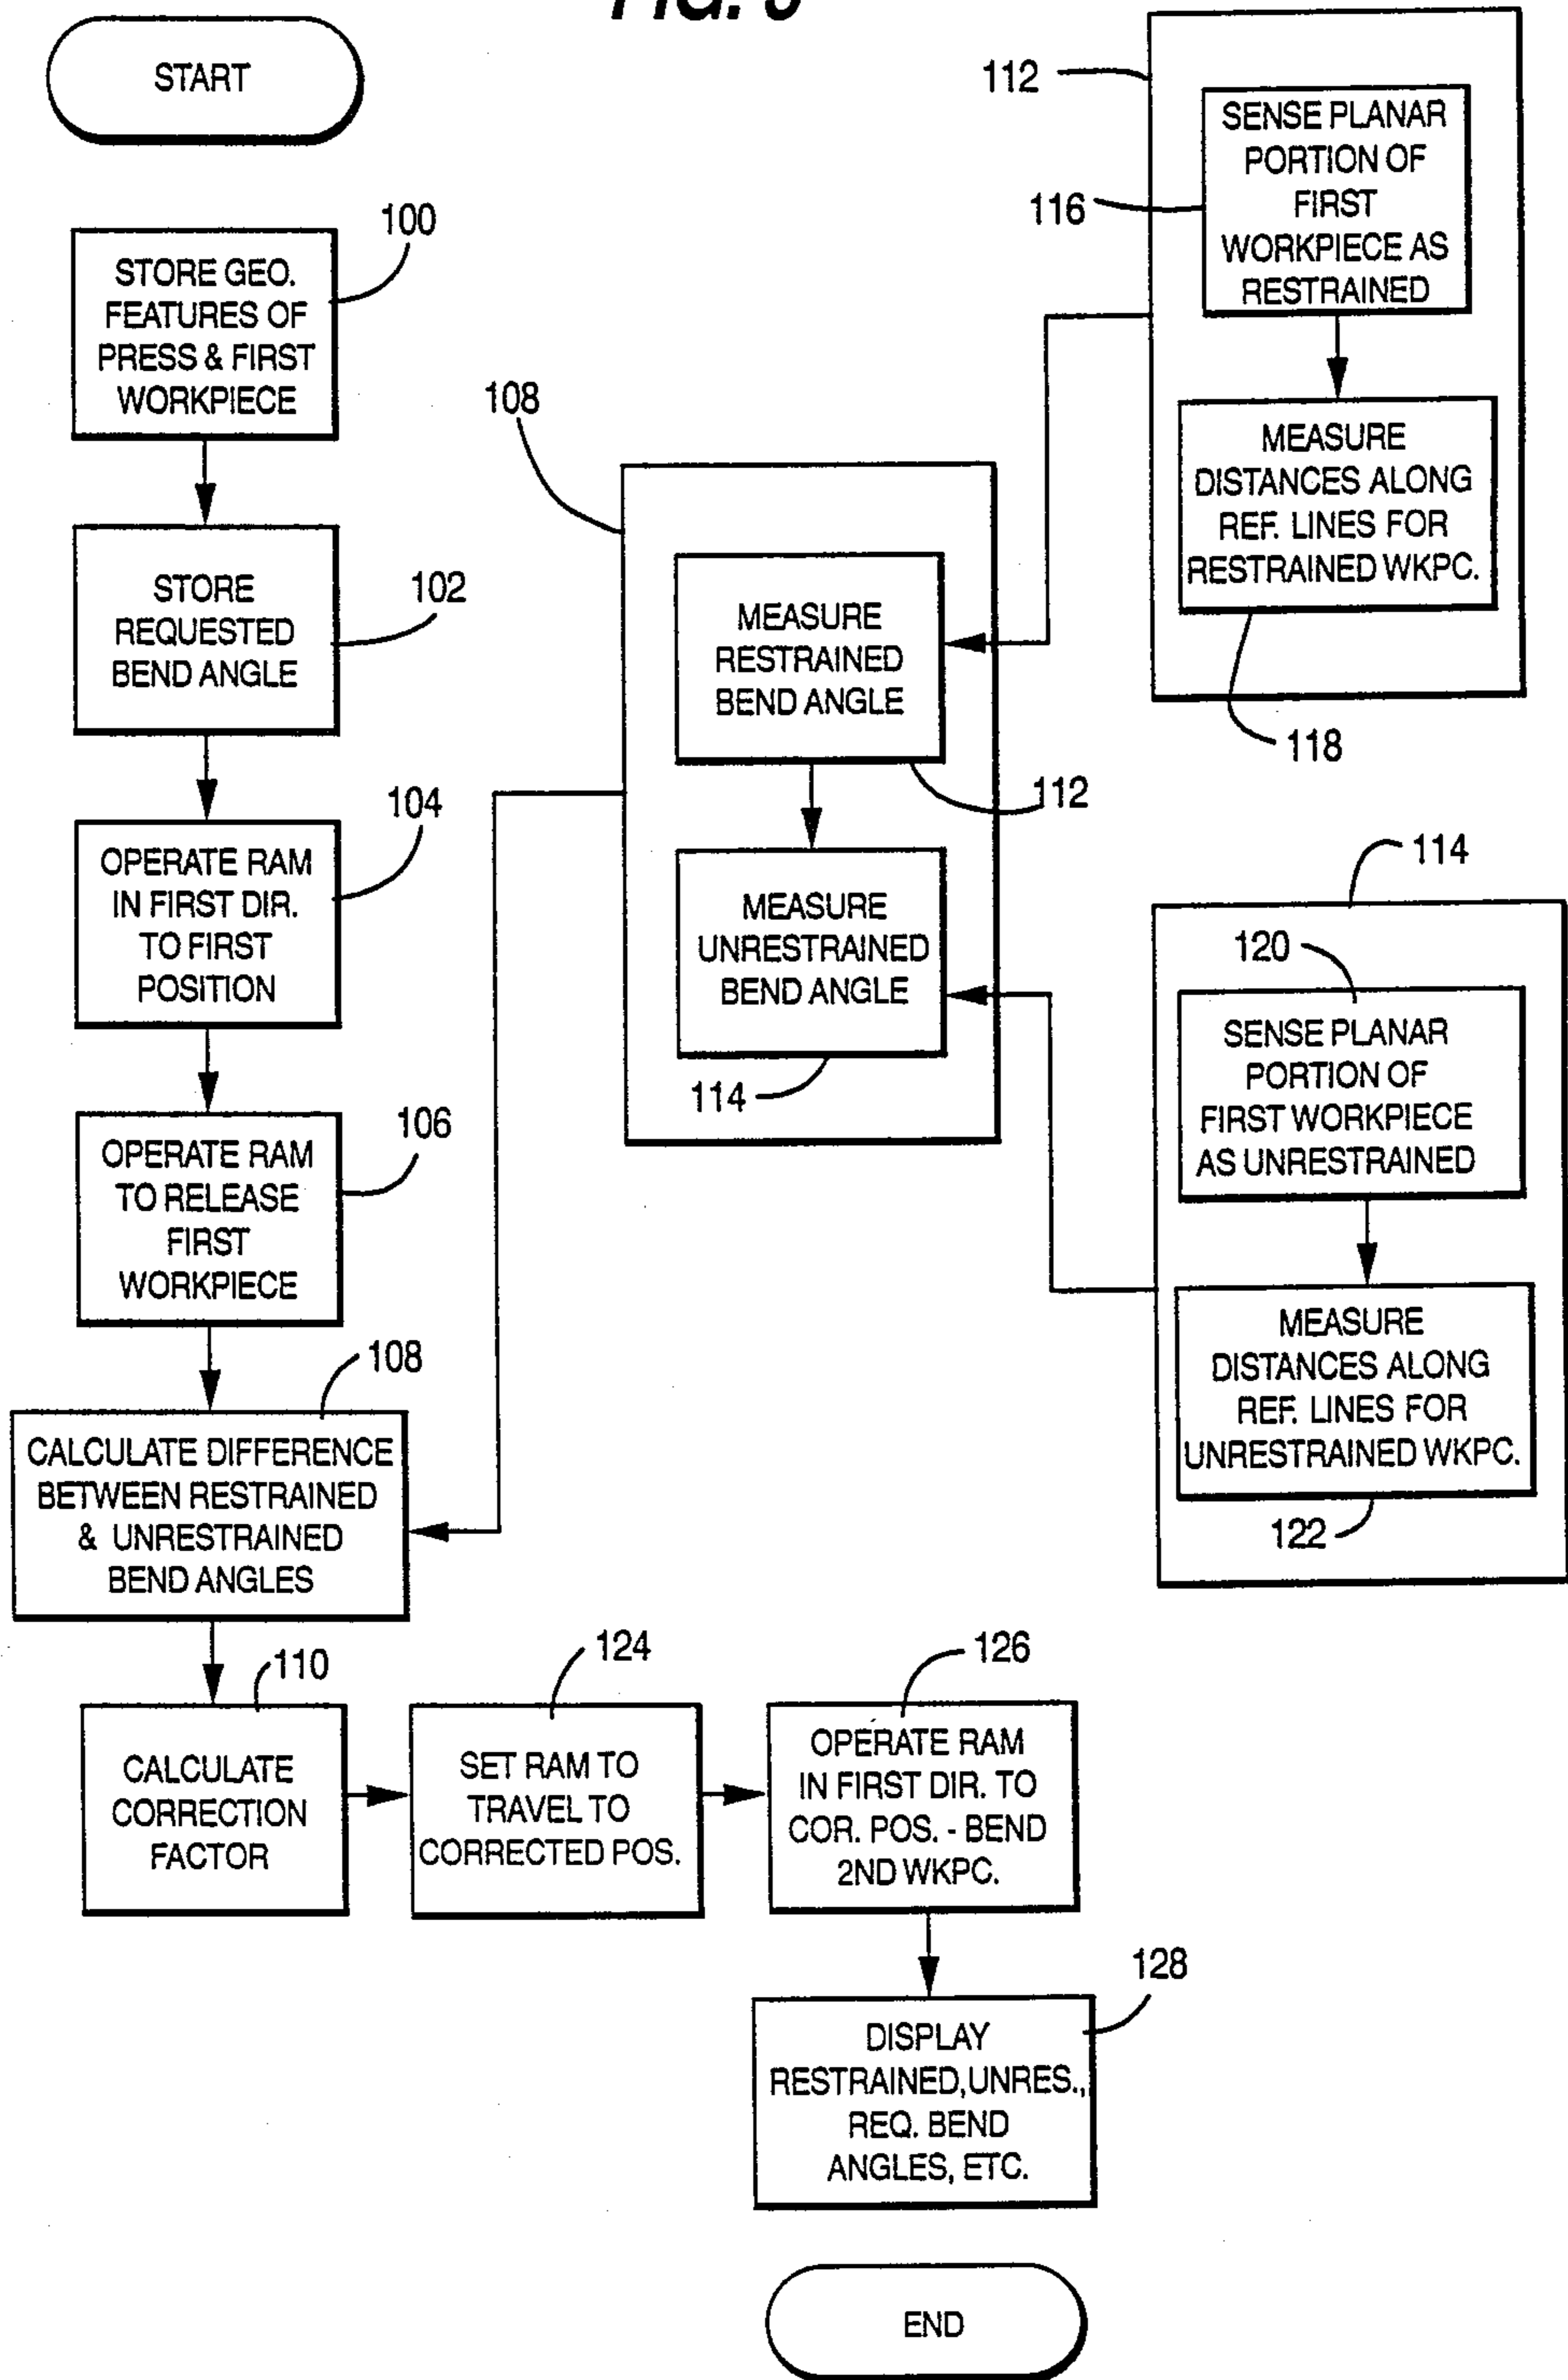 START
100
STORE GEO.
FEATURES OF
PRESS & FIRST
WORKPIECE
102
STORE
REQUESTED
BEND ANGLE
104
OPERATE RAM
IN FIRST DIR.
TO FIRST
POSITION
106
OPERATE RAM
TO RELEASE
FIRST
WORKPIECE
108
CALCULATE DIFFERENCE
BETWEEN RESTRAINED
& UNRESTRAINED
BEND ANGLES
108
MEASURE
RESTRAINED
BEND ANGLE
112
MEASURE
UNRESTRAINED
BEND ANGLE
114
112
116
SENSE PLANAR
PORTION OF
FIRST
WORKPIECE AS
RESTRAINED
MEASURE
DISTANCES ALONG
REF. LINES FOR
RESTRAINED WKPC.
118
114
120
SENSE PLANAR
PORTION OF
FIRST WORKPIECE
AS UNRESTRAINED
MEASURE
DISTANCES ALONG
REF. LINES FOR
UNRESTRAINED WKPC.
122
110
CALCULATE
CORRECTION
FACTOR
124
SET RAM TO
TRAVEL TO
CORRECTED POS.
126
OPERATE RAM
IN FIRST DIR. TO
COR. POS. - BEND
2ND WKPC.
128
DISPLAY
RESTRAINED, UNRES.,
REQ. BEND
ANGLES, ETC.
END